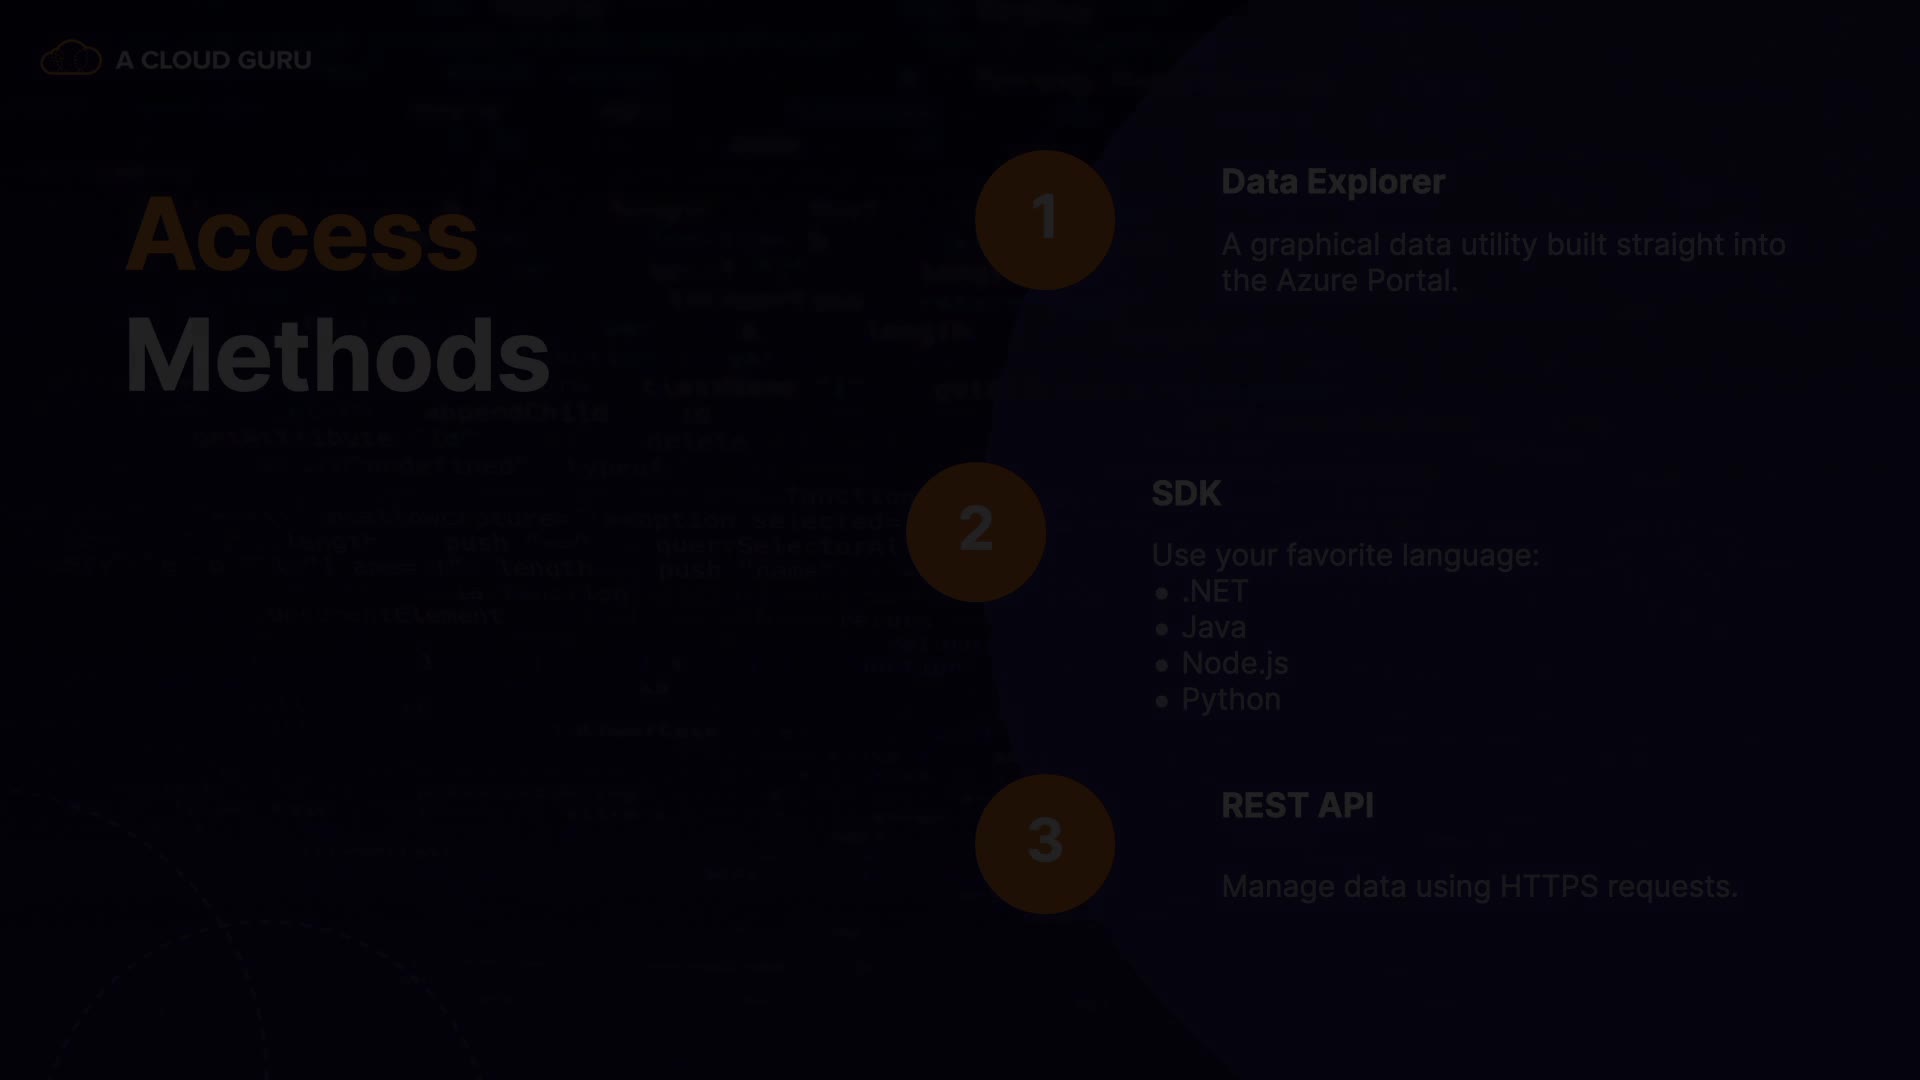 A CLOUD GURU
Access
Methods
1
Data Explorer
A graphical data utility built straight into
the Azure Portal.
2
SDK
Use your favorite language:
• .NET
• Java
• Node.js
• Python
3
REST API
Manage data using HTTPS requests.